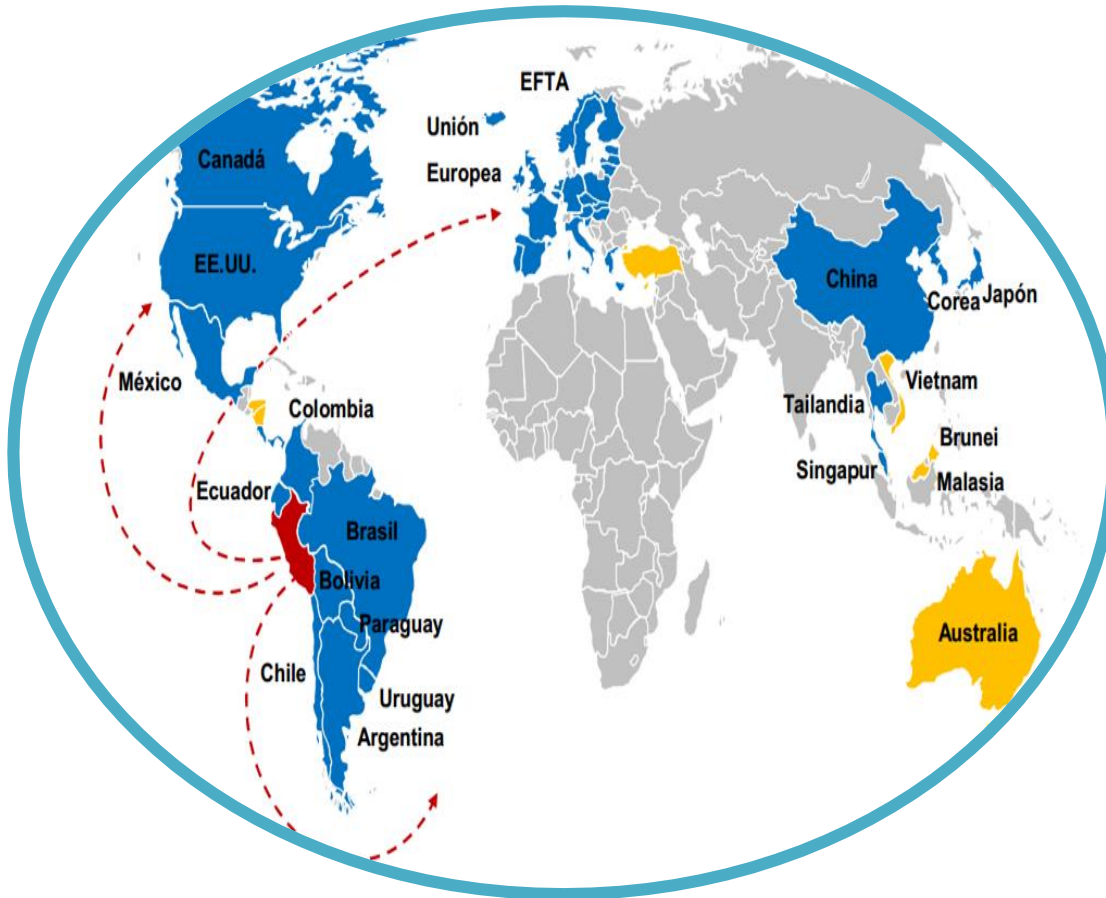 EFTA
Unión
Europea
Canadá
EE.UU.
China
Corea
Japón
México
Colombia
Vietnam
Tailandia
Brunei
Singapur
Malasia
Ecuador
Brasil
Bolivia
Paraguay
Australia
Chile
Uruguay
Argentina